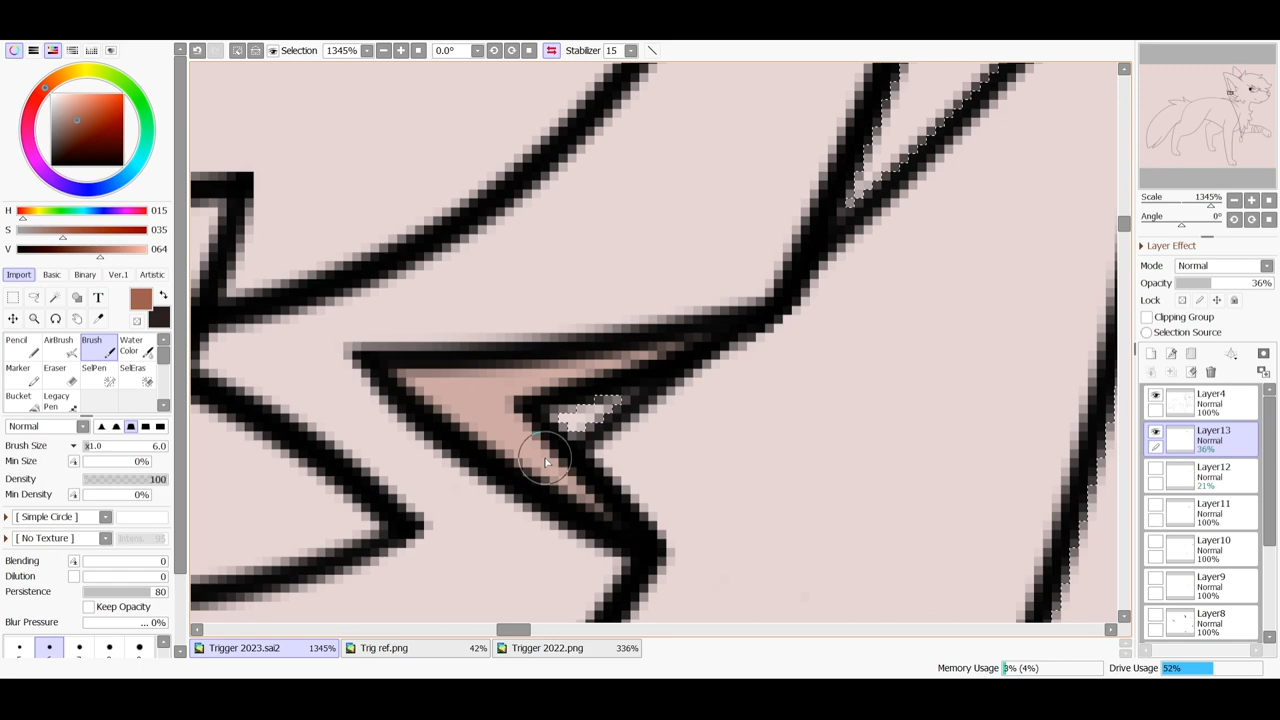 Selection 1345% 0.0° Stabilizer 15
H 015
S 035
V 064
Import Basic Binary Ver.1 Artistic
T
Pencil AirBrush Brush Water Color
Marker Eraser SelPen SelEras
Bucket Legacy Pen
Normal
Brush Size x1.0 6.0
Min Size 0%
Density 100
Min Density 0%
[ Simple Circle ]
[ No Texture ] Intens. 95
Blending 0
Dilution 0
Persistence 80
Keep Opacity
Blur Pressure ... 0%
Scale 1345%
Angle 0°
Layer Effect
Mode Normal
Opacity 36%
Lock
Clipping Group
Selection Source
Layer4
Normal
100%
Layer13
Normal
36%
Layer12
Normal
21%
Layer11
Normal
100%
Layer10
Normal
100%
Layer9
Normal
100%
Layer8
Normal
100%
Trigger 2023.sai2 1345% Trig ref.png 42% Trigger 2022.png 336%
Memory Usage 3% (4%) Drive Usage 52%